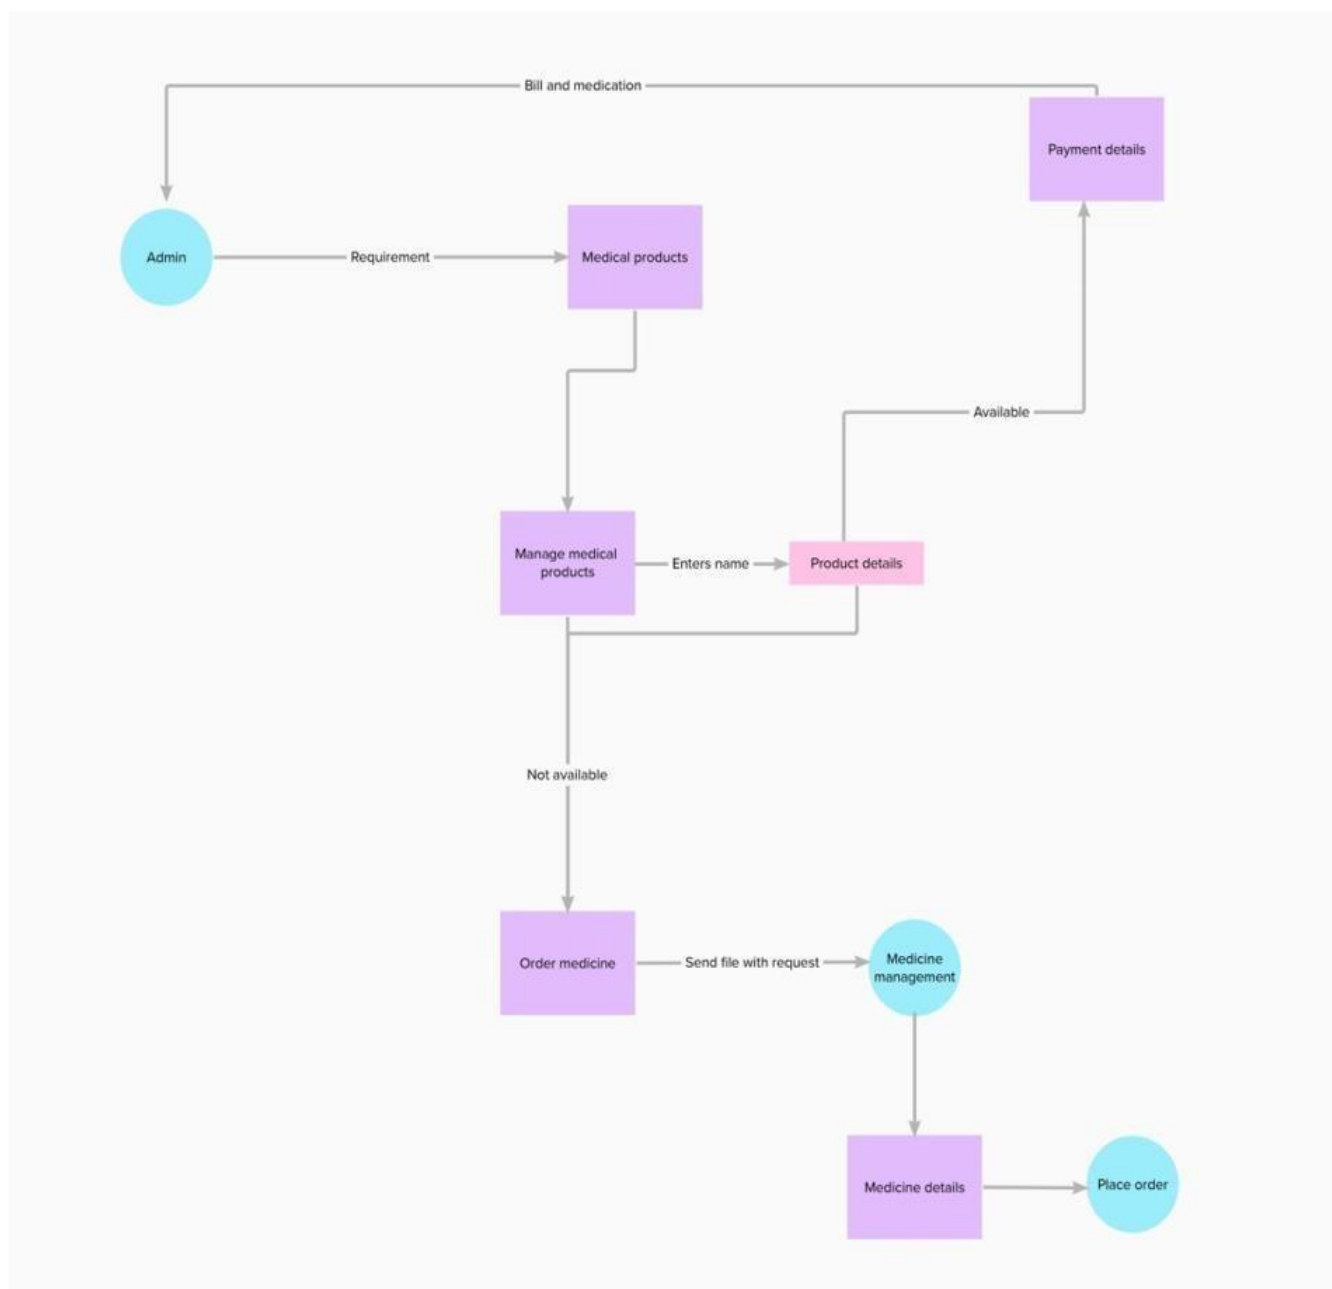 Bill and medication
Payment details
Admin
Requirement
Medical products
Available
Manage medical
products
Enters name
Product details
Not available
Order medicine
Send file with request
Medicine
management
Medicine details
Place order